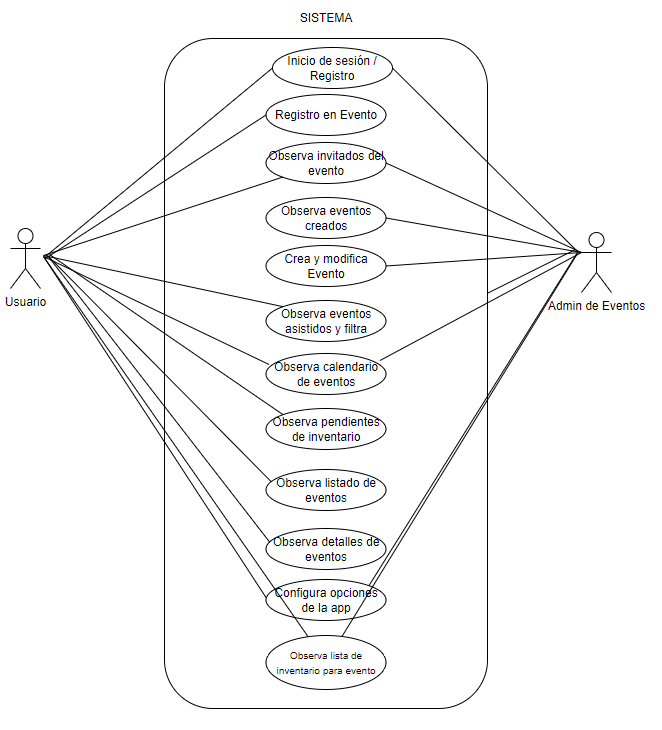 SISTEMA
Inicio de sesión /
Registro
Registro en Evento
Observa invitados del
evento
Observa eventos
creados
Crea y modifica
Evento
Usuario
Admin de Eventos
Observa eventos
asistidos y filtra
Observa calendario
de eventos
Observa pendientes
de inventario
Observa listado de
eventos
Observa detalles de
eventos
Configura opciones
de la app
Observa lista de
inventario para evento